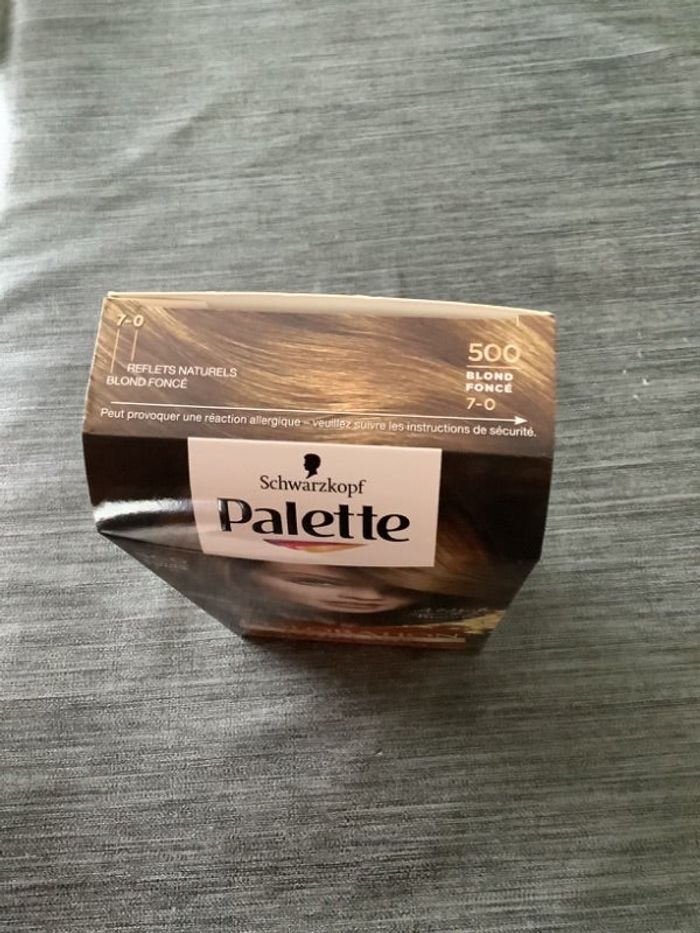 7-0
REFLETS NATURELS
BLOND FONCÉ
500
BLOND
FONCÉ
7-0
Peut provoquer une réaction allergique – veuillez suivre les instructions de sécurité.
Schwarzkopf
Palette